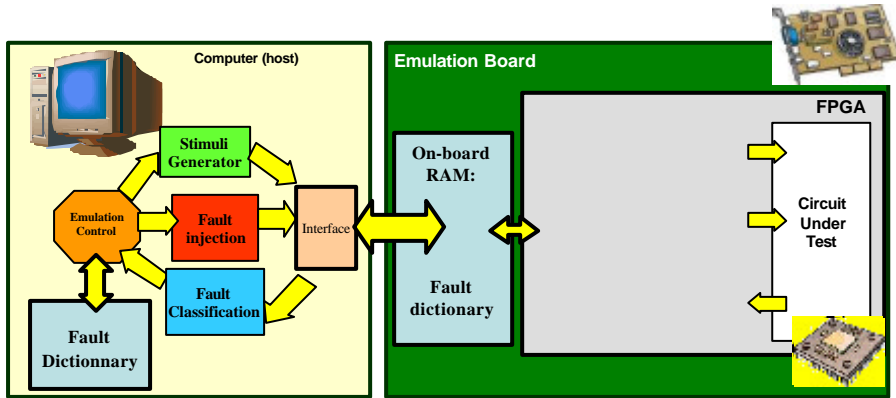 Computer (host)
Stimuli
Generator
Emulation
Control
Fault
injection
Interface
Fault
Classification
Fault
Dictionnary
Emulation Board
On-board
RAM:
Fault
dictionary
FPGA
Circuit
Under
Test